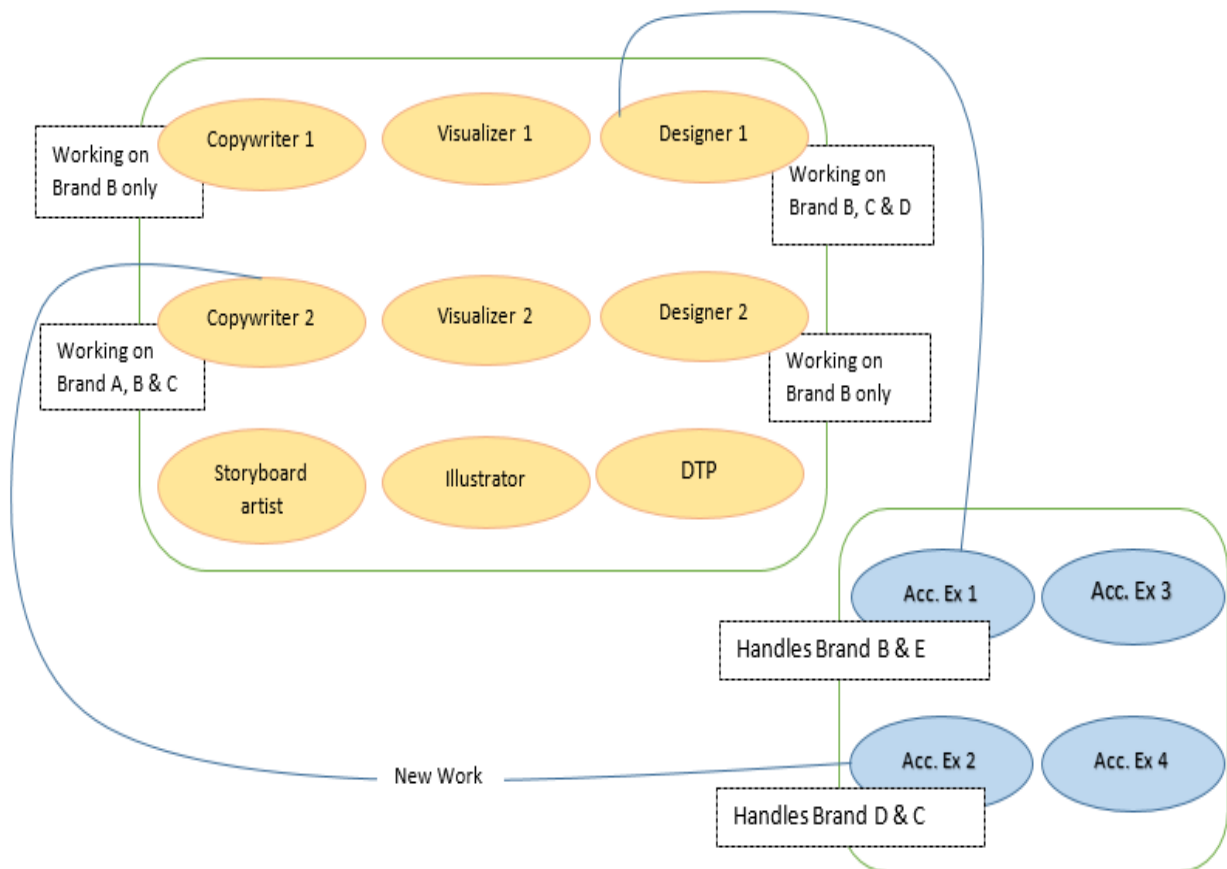 Copywriter 1
Visualizer 1
Designer 1
Working on
Brand B only
Working on
Brand B, C & D
Copywriter 2
Visualizer 2
Designer 2
Working on
Brand A, B & C
Working on
Brand B only
Storyboard
artist
Illustrator
DTP
Acc. Ex 1
Acc. Ex 3
Handles Brand B & E
New Work
Acc. Ex 2
Acc. Ex 4
Handles Brand D & C